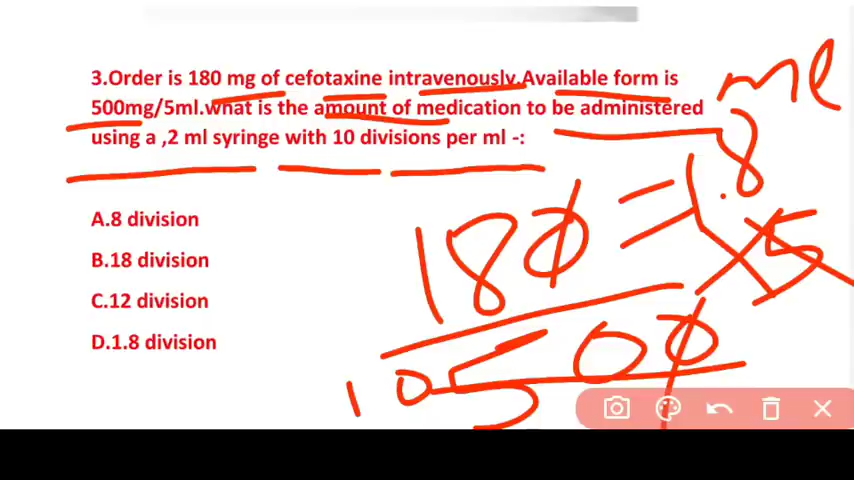 3.Order is 180 mg of cefotaxine intravenously.Available form is
500mg/5ml.what is the amount of medication to be administered
using a ,2 ml syringe with 10 divisions per ml -:
A.8 division
B.18 division
C.12 division
D.1.8 division
180 = 1.8 ml
500 × 5
10